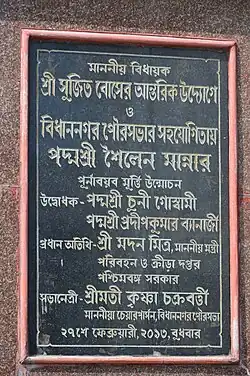 মাননীয় বিধায়ক
শ্রী সুজিত বোসের আন্তরিক উদ্যোগে
ও
বিধাননগর পৌরসভার সহযোগিতায়
পদ্মশ্রী শৈলেন মান্নার
পূর্ণাবয়ব মূর্ত্তি উন্মোচন
উদ্বোধক- পদ্মশ্রী চুনী গোস্বামী
পদ্মশ্রী প্রদীপকুমার ব্যানার্জী
প্রধান অতিথি- শ্রী মদন মিত্র, মাননীয় মন্ত্রী
পরিবহন ও ক্রীড়া দপ্তর
পশ্চিমবঙ্গ সরকার
সভানেত্রী- শ্রীমতী কৃষ্ণা চক্রবর্তী
মাননীয়া চেয়ারপার্সন, বিধাননগর পৌরসভা
২৭শে ফেব্রুয়ারী, ২০১৩, বুধবার